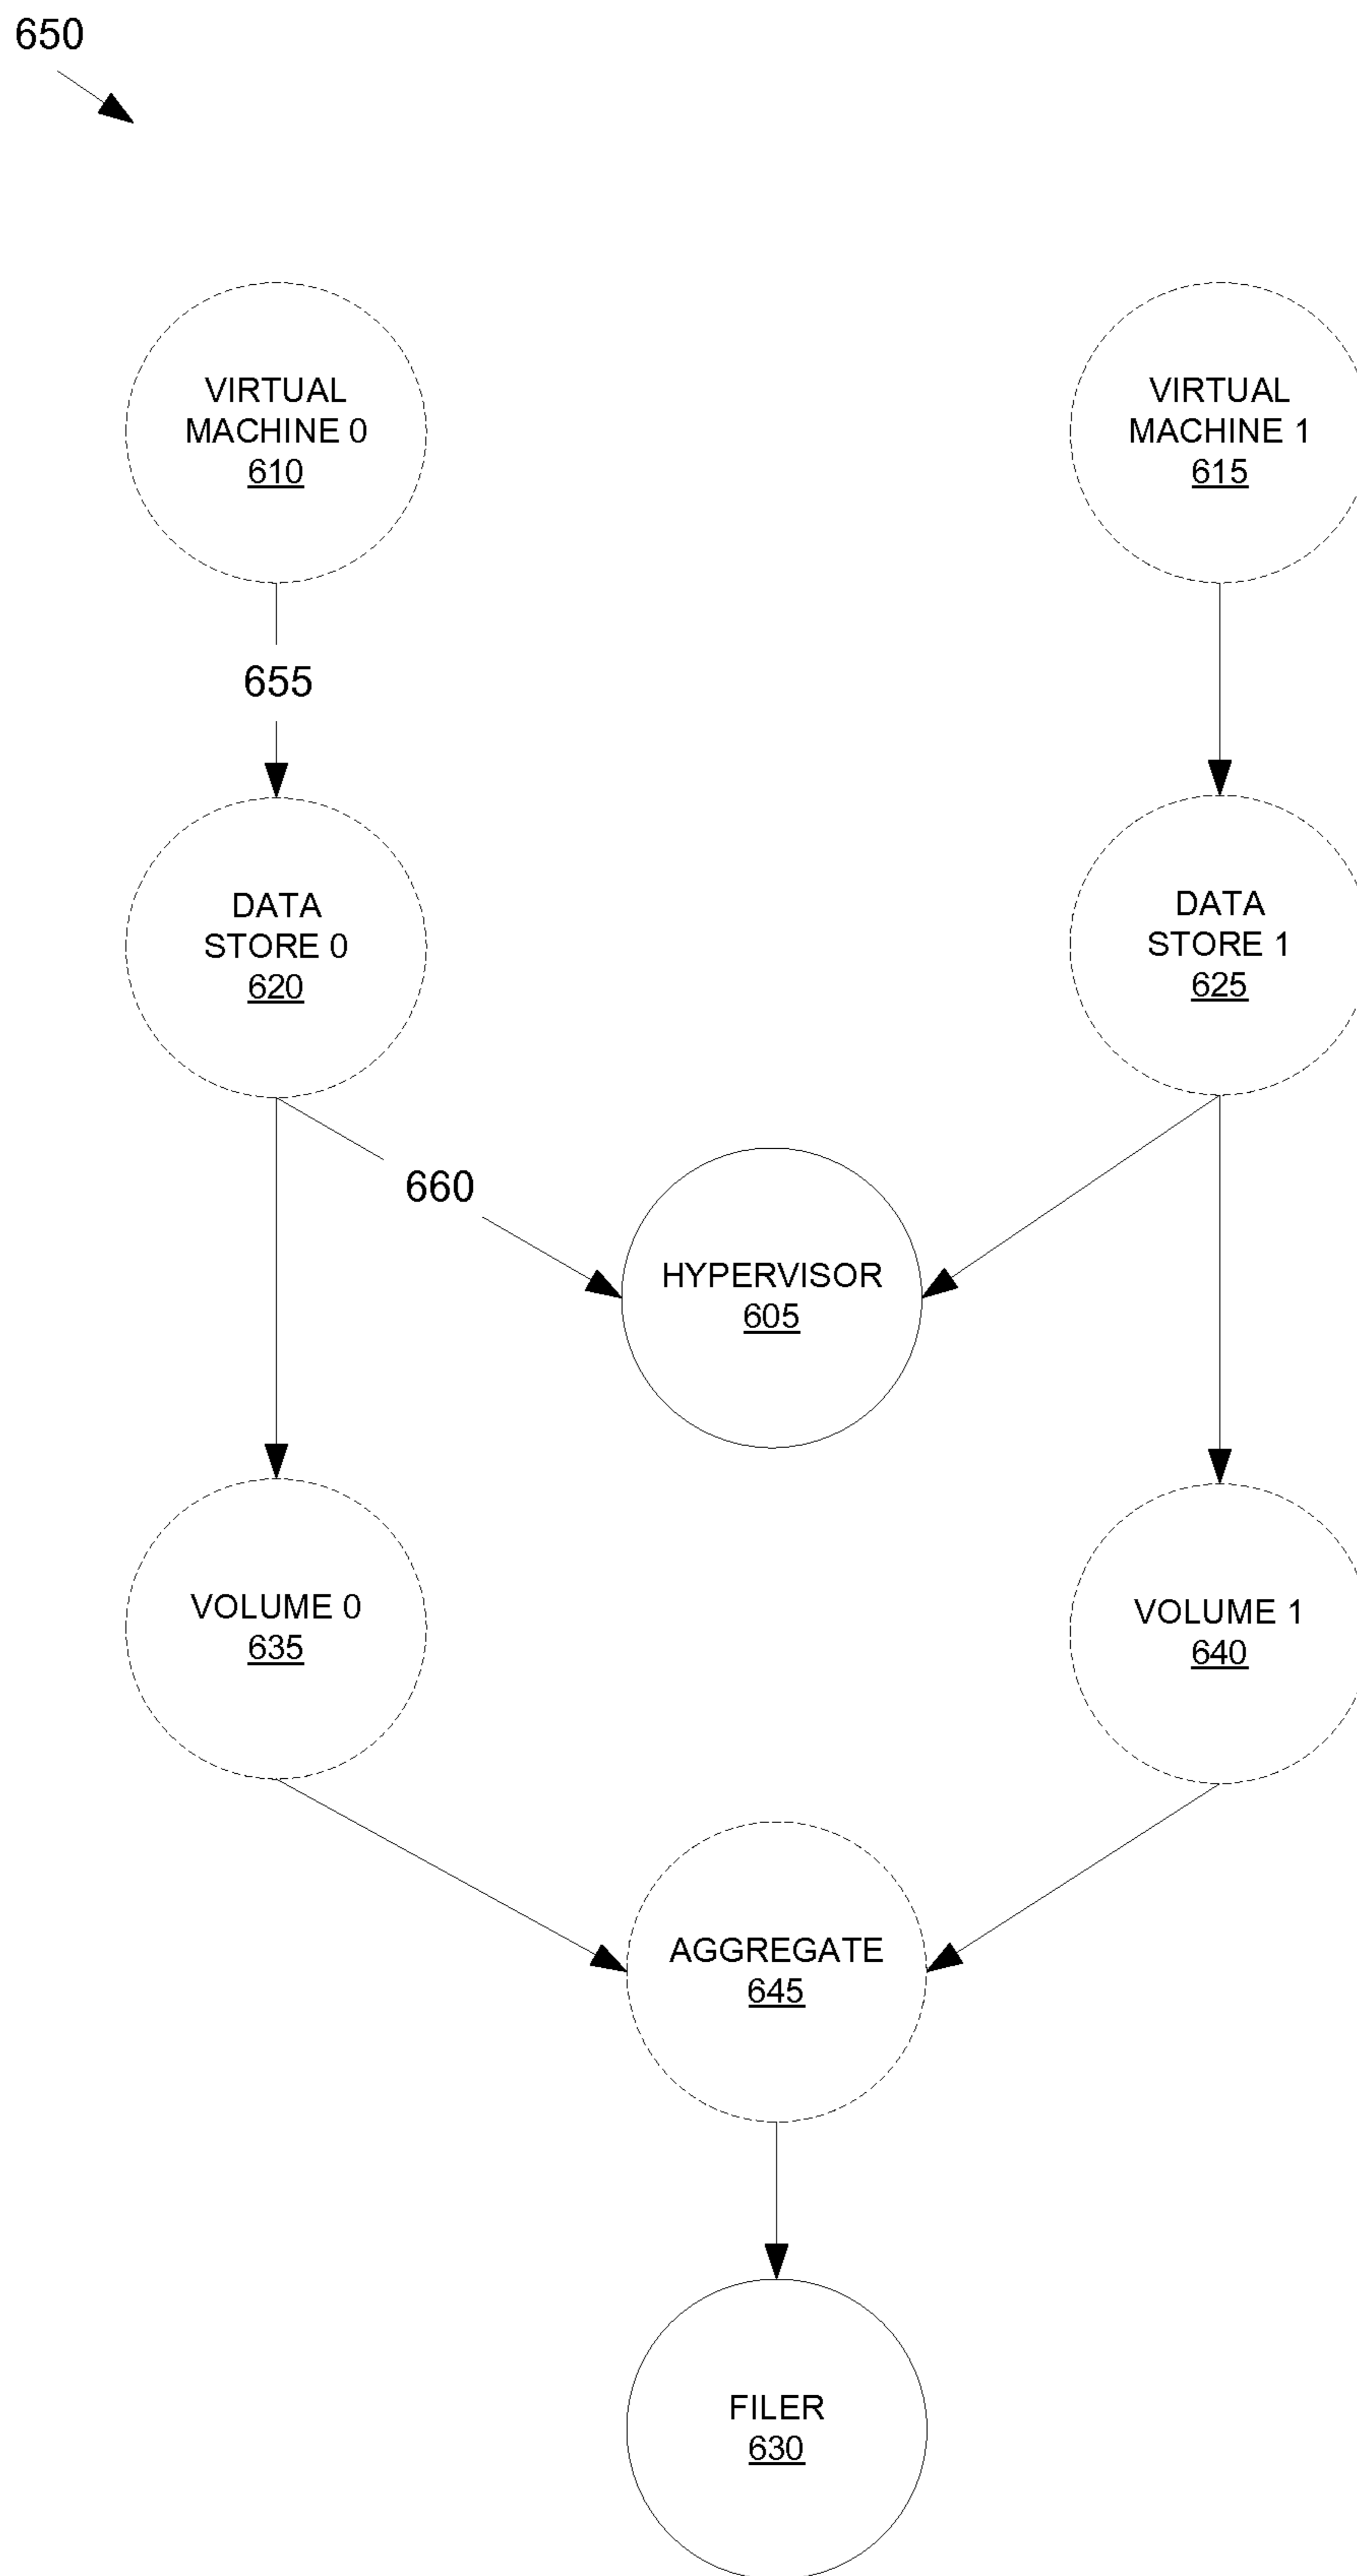 650
VIRTUAL
MACHINE 0
610
VIRTUAL
MACHINE 1
615
655
DATA
STORE 0
620
DATA
STORE 1
625
660
HYPERVISOR
605
VOLUME 0
635
VOLUME 1
640
AGGREGATE
645
FILER
630